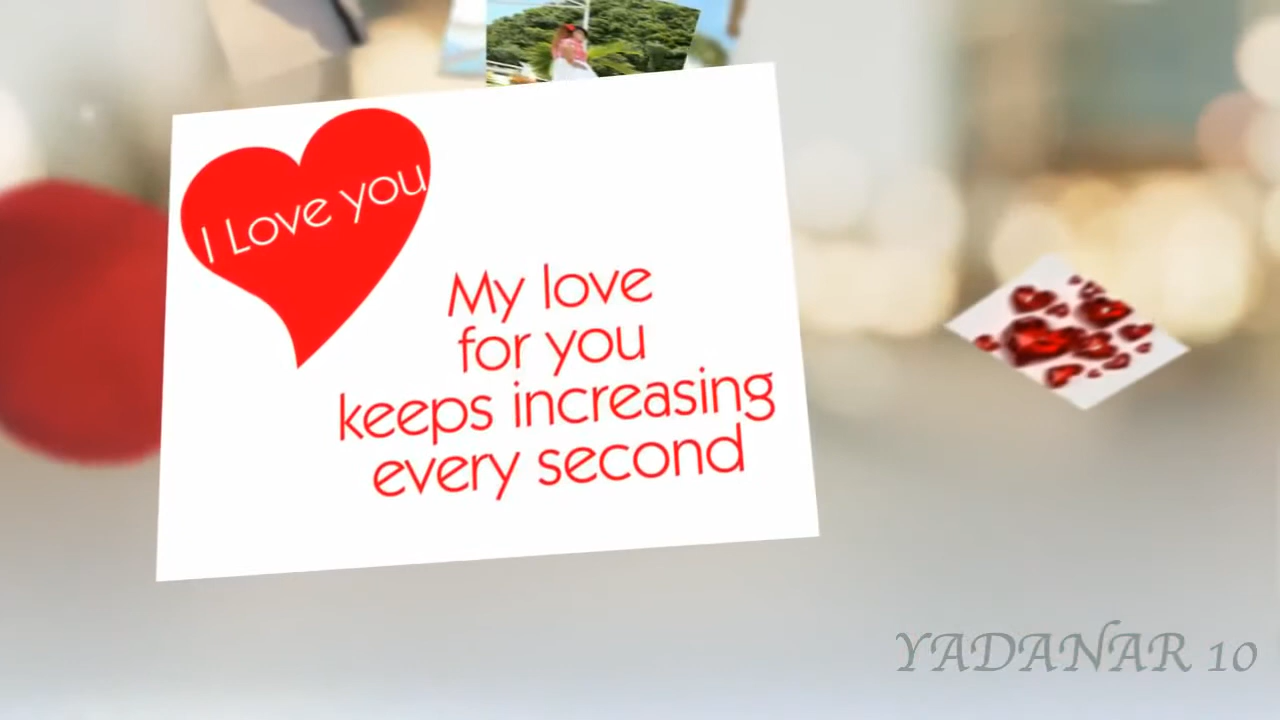 I Love you
My love
for you
keeps increasing
every second
YADANAR 10